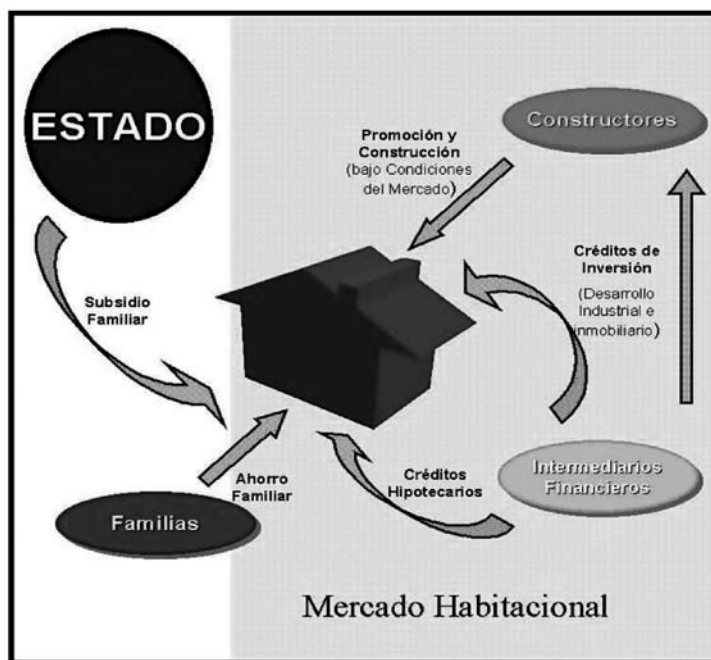 ESTADO
Constructores
Promoción y
Construcción
(bajo Condiciones
del Mercado)
Créditos de
Inversión
(Desarrollo
Industrial e
inmobiliario)
Subsidio
Familiar
Ahorro
Familiar
Créditos
Hipotecarios
Intermediarios
Financieros
Familias
Mercado Habitacional